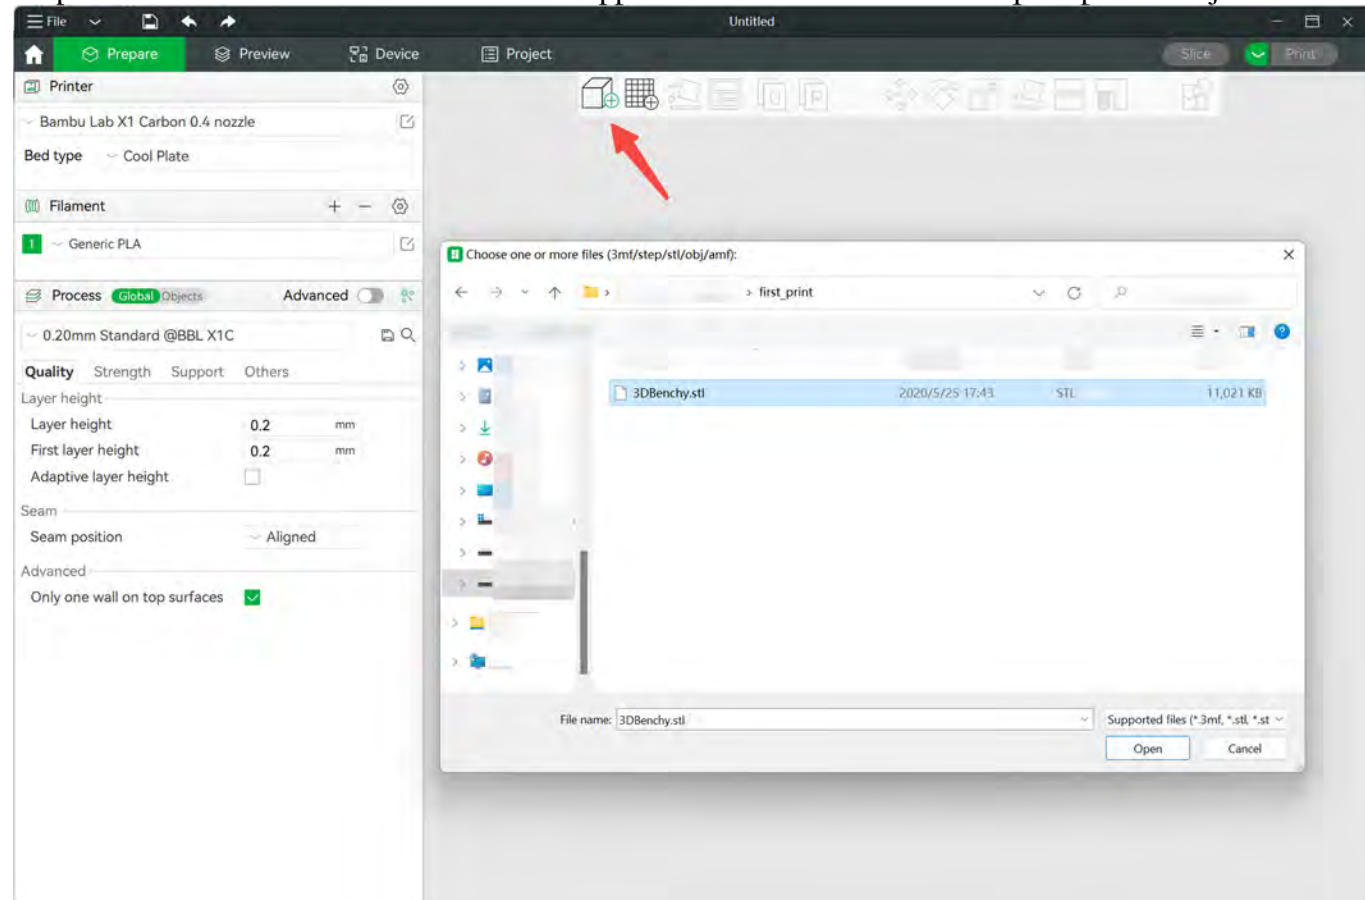 File
Untitled
Prepare Preview Device Project Slice Print
Printer
Bambu Lab X1 Carbon 0.4 nozzle
Bed type Cool Plate
Filament
1 Generic PLA
Process Global Objects Advanced
0.20mm Standard @BBL X1C
Quality Strength Support Others
Layer height
Layer height 0.2 mm
First layer height 0.2 mm
Adaptive layer height
Seam
Seam position Aligned
Advanced
Only one wall on top surfaces
Choose one or more files (3mf/step/stl/obj/amf):
› › first_print
3DBenchy.stl 2020/5/25 17:43 STL 11,021 KB
File name: 3DBenchy.stl Supported files (*.3mf, *.stl, *.st
Open Cancel